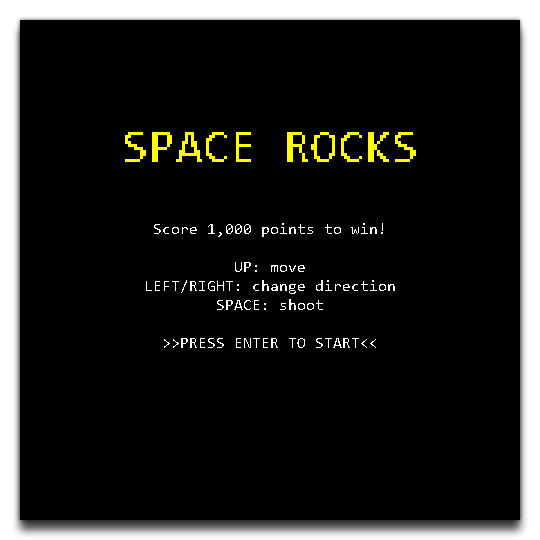 SPACE ROCKS
Score 1,000 points to win!
UP: move
LEFT/RIGHT: change direction
SPACE: shoot
>>PRESS ENTER TO START<<